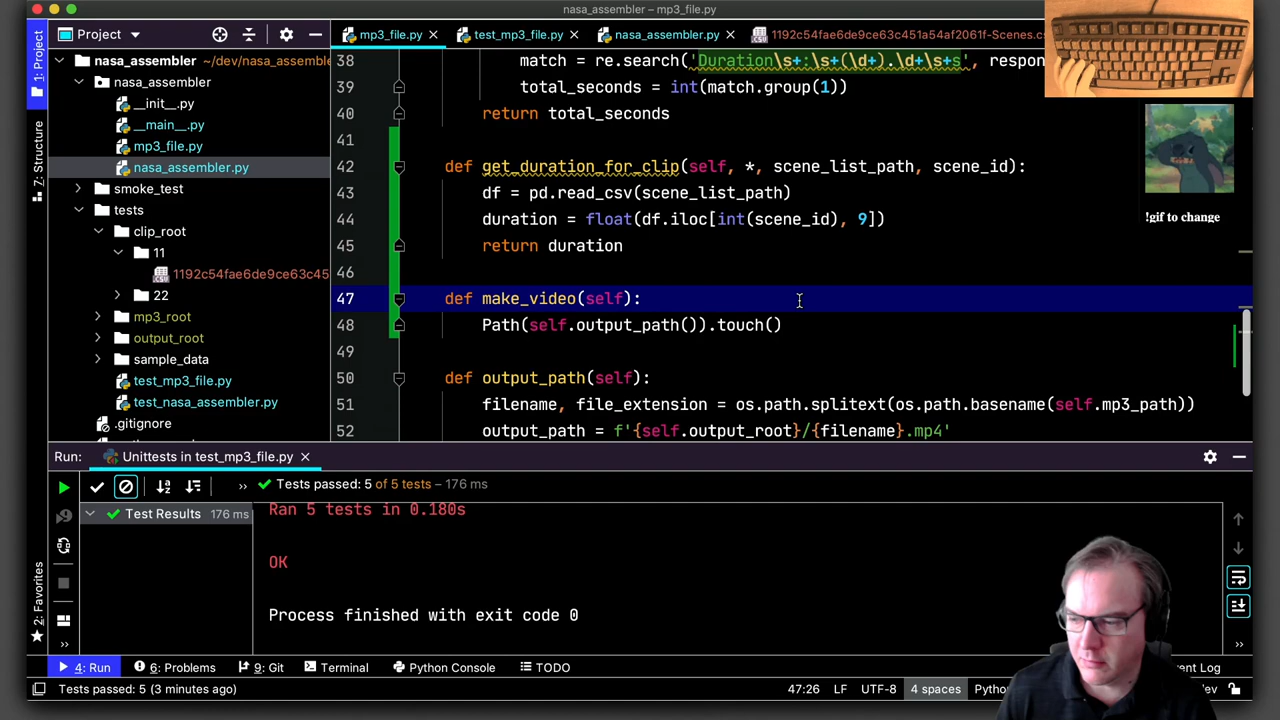 nasa_assembler – mp3_file.py
Project
mp3_file.py
test_mp3_file.py
nasa_assembler.py
1192c54fae6de9ce63c451a54af2061f-Scenes.cs
1: Project
7: Structure
2: Favorites
nasa_assembler ~/dev/nasa_assemble
nasa_assembler
__init__.py
__main__.py
mp3_file.py
nasa_assembler.py
smoke_test
tests
clip_root
11
1192c54fae6de9ce63c45
22
mp3_root
output_root
sample_data
test_mp3_file.py
test_nasa_assembler.py
.gitignore
38 match = re.search('Duration\s+:\s+(\d+).\d+\s+s', respon
39 total_seconds = int(match.group(1))
40 return total_seconds
41
42 def get_duration_for_clip(self, *, scene_list_path, scene_id):
43 df = pd.read_csv(scene_list_path)
44 duration = float(df.iloc[int(scene_id), 9])
45 return duration
46
47 def make_video(self):
48 Path(self.output_path()).touch()
49
50 def output_path(self):
51 filename, file_extension = os.path.splitext(os.path.basename(self.mp3_path))
52 output_path = f'{self.output_root}/{filename}.mp4'
!gif to change
Run: Unittests in test_mp3_file.py
Tests passed: 5 of 5 tests – 176 ms
Test Results 176 ms
Ran 5 tests in 0.180s
OK
Process finished with exit code 0
4: Run
6: Problems
9: Git
Terminal
Python Console
TODO
ent Log
Tests passed: 5 (3 minutes ago)
47:26
LF
UTF-8
4 spaces
Pytho